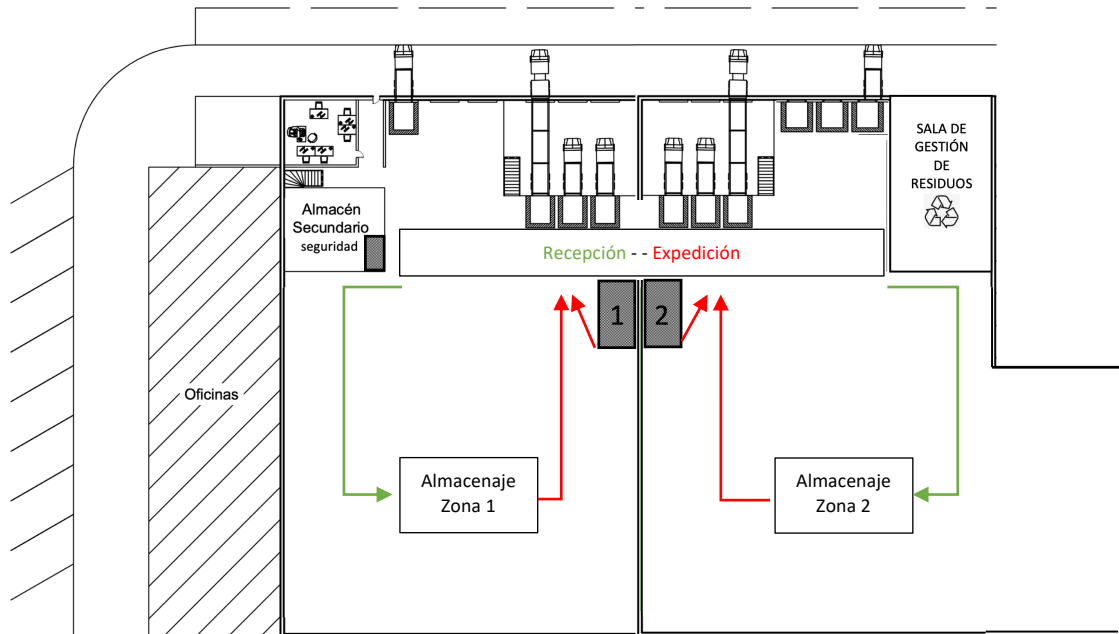 SALA DE
GESTIÓN
DE
RESIDUOS
Almacén
Secundario
seguridad
Recepción - - Expedición
1
2
Oficinas
Almacenaje
Zona 1
Almacenaje
Zona 2